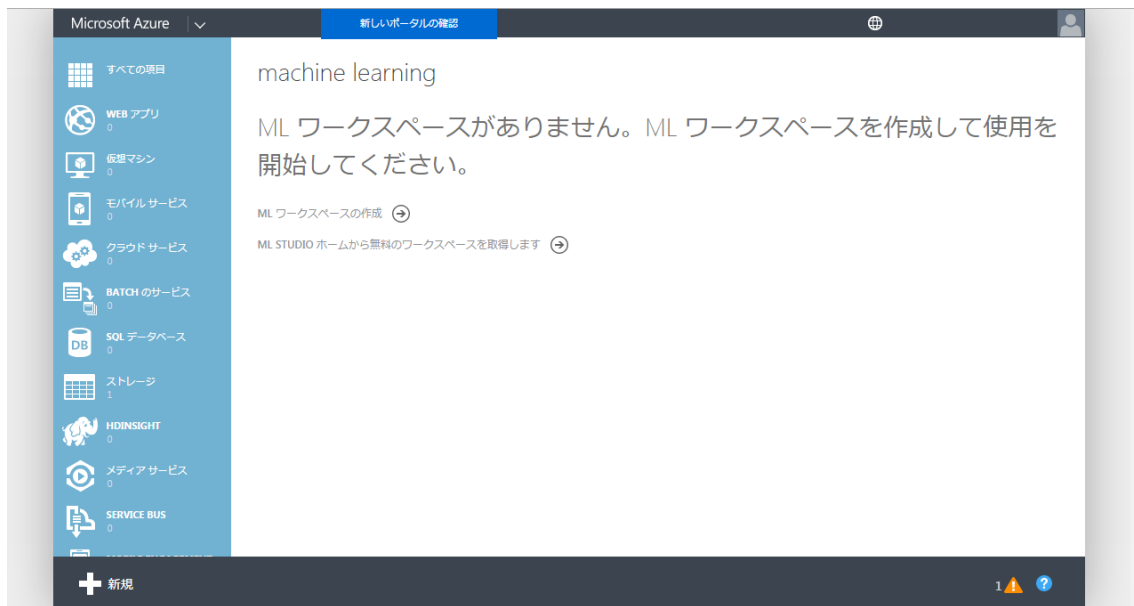 Microsoft Azure
新しいポータルの確認
すべての項目
WEB アプリ
0
仮想マシン
0
モバイル サービス
0
クラウド サービス
0
BATCH のサービス
0
SQL データベース
0
DB
ストレージ
1
HDINSIGHT
0
メディア サービス
0
SERVICE BUS
0
machine learning
ML ワークスペースがありません。ML ワークスペースを作成して使用を
開始してください。
ML ワークスペースの作成
ML STUDIO ホームから無料のワークスペースを取得します
新規
1
?